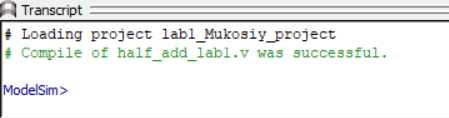 Transcript
# Loading project lab1_Mukosiy_project
# Compile of half_add_lab1.v was successful.
ModelSim>